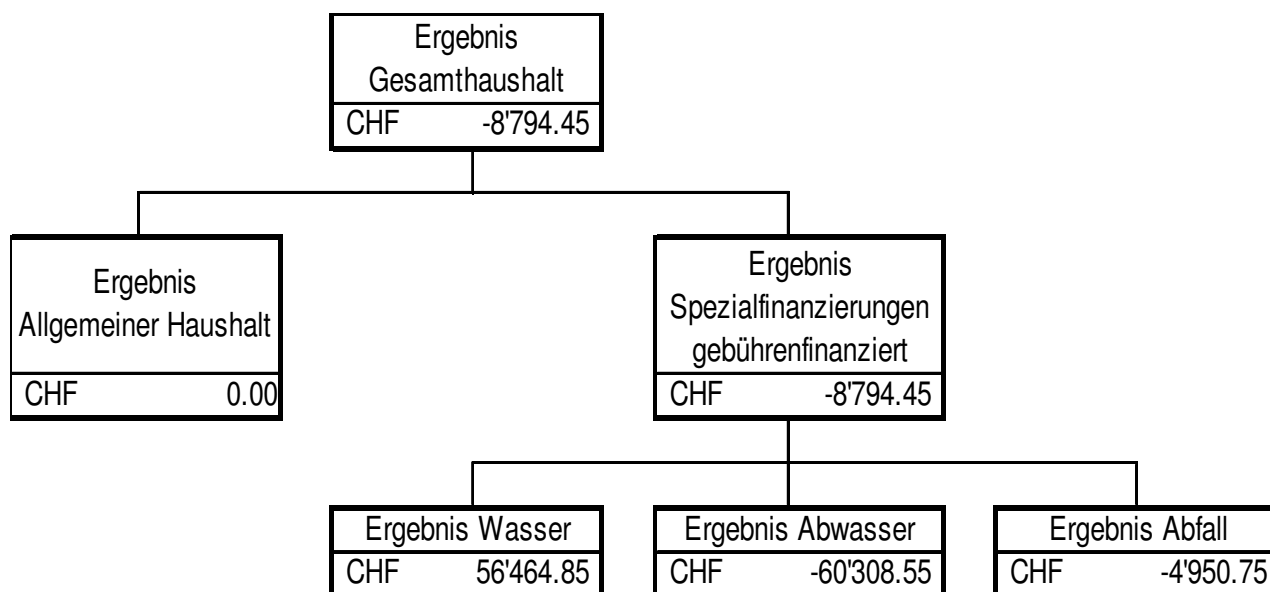 Ergebnis
Gesamthaushalt
CHF -8'794.45
Ergebnis
Allgemeiner Haushalt
CHF 0.00
Ergebnis
Spezialfinanzierungen
gebührenfinanziert
CHF -8'794.45
Ergebnis Wasser
CHF 56'464.85
Ergebnis Abwasser
CHF -60'308.55
Ergebnis Abfall
CHF -4'950.75